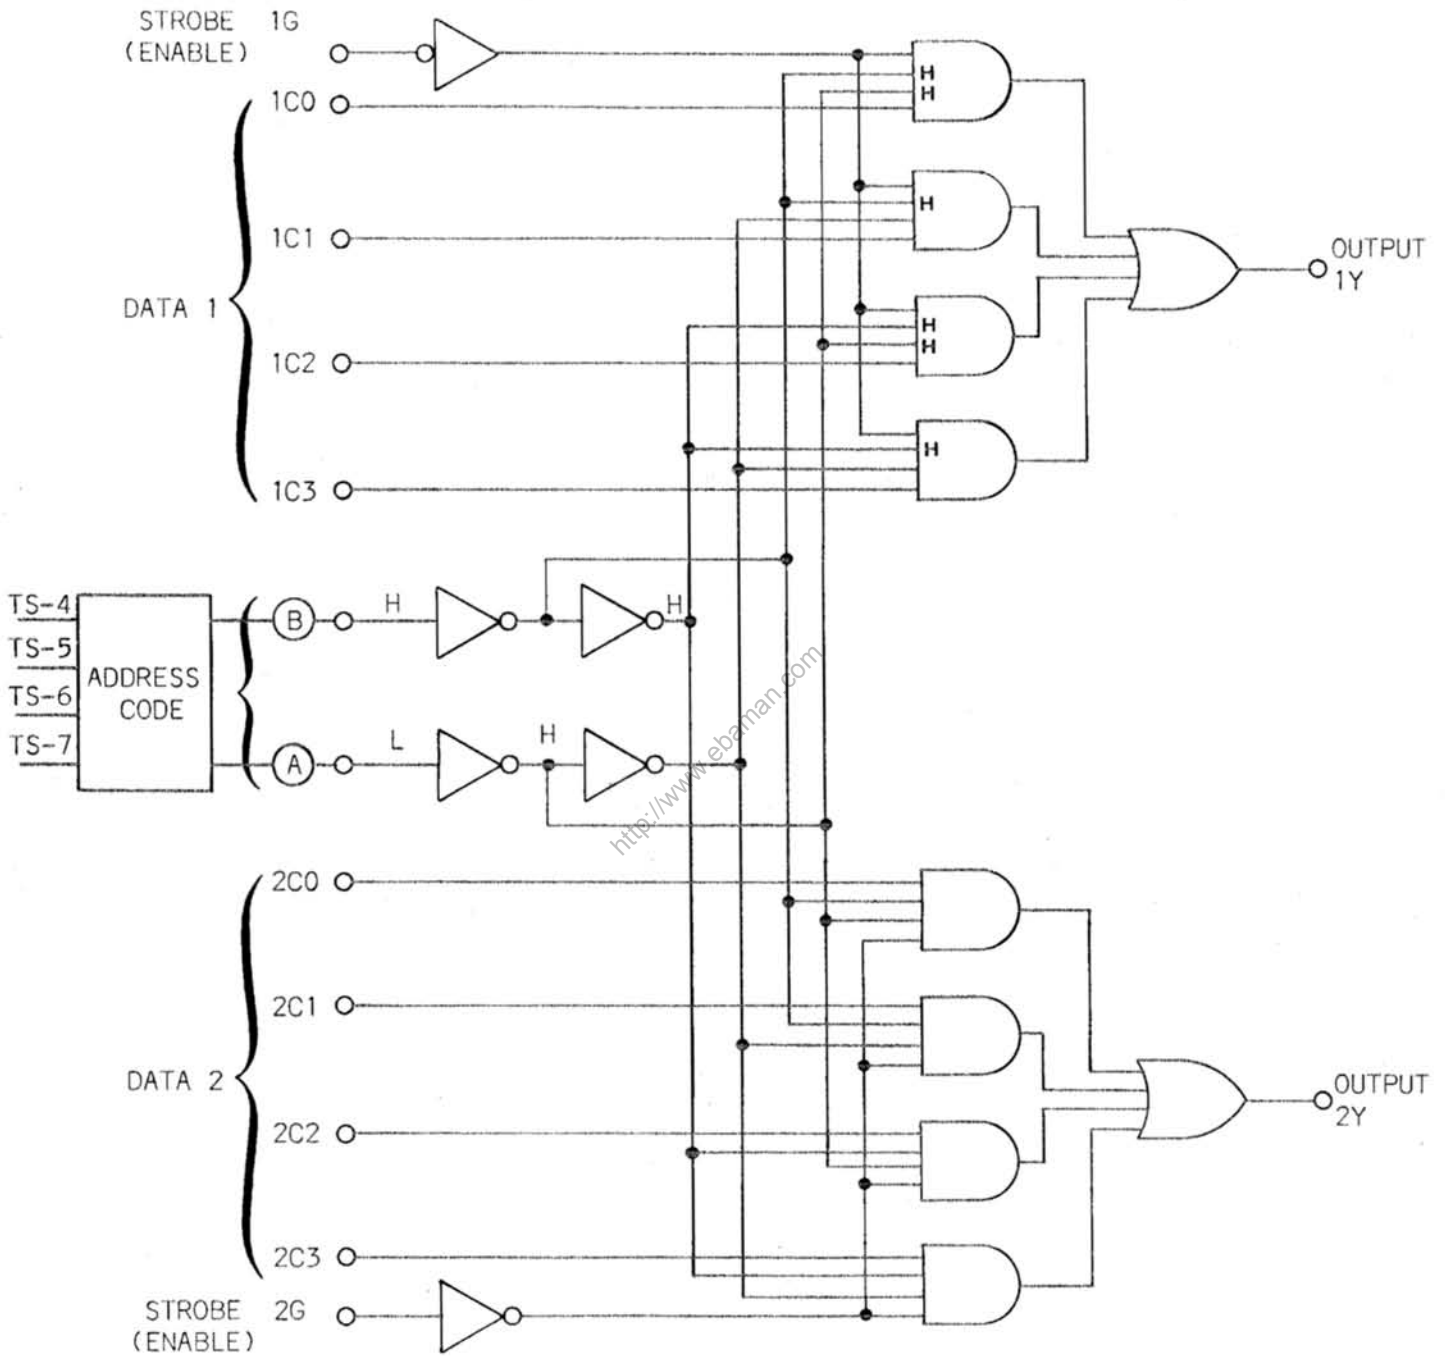 STROBE 1G
(ENABLE)
1C0
H
H
H
1C1
OUTPUT
1Y
DATA 1
H
H
1C2
H
1C3
TS-4
TS-5
TS-6
TS-7
ADDRESS
CODE
B
H
H
A
L
H
http://www.ebaman.com
2C0
2C1
DATA 2
OUTPUT
2Y
2C2
2C3
STROBE 2G
(ENABLE)